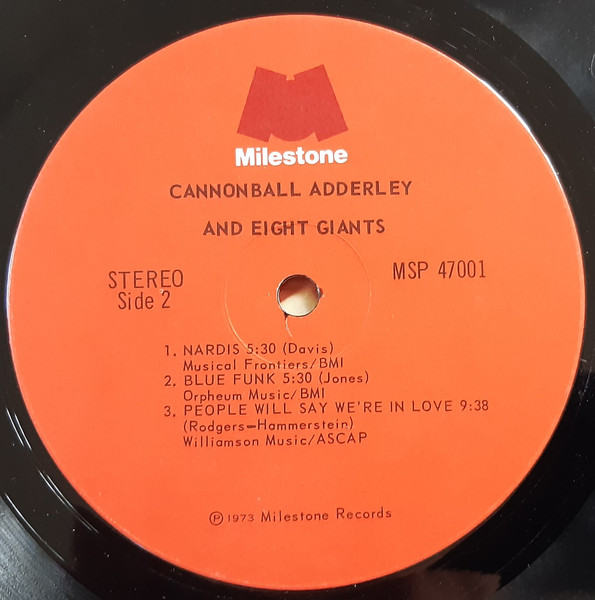 Milestone
CANNONBALL ADDERLEY
AND EIGHT GIANTS
STEREO
Side 2
MSP 47001
1. NARDIS 5:30 (Davis)
Musical Frontiers/BMI
2. BLUE FUNK 5:30 (Jones)
Orpheum Music/BMI
3. PEOPLE WILL SAY WE'RE IN LOVE 9:38
(Rodgers—Hammerstein)
Williamson Music/ASCAP
℗ 1973 Milestone Records